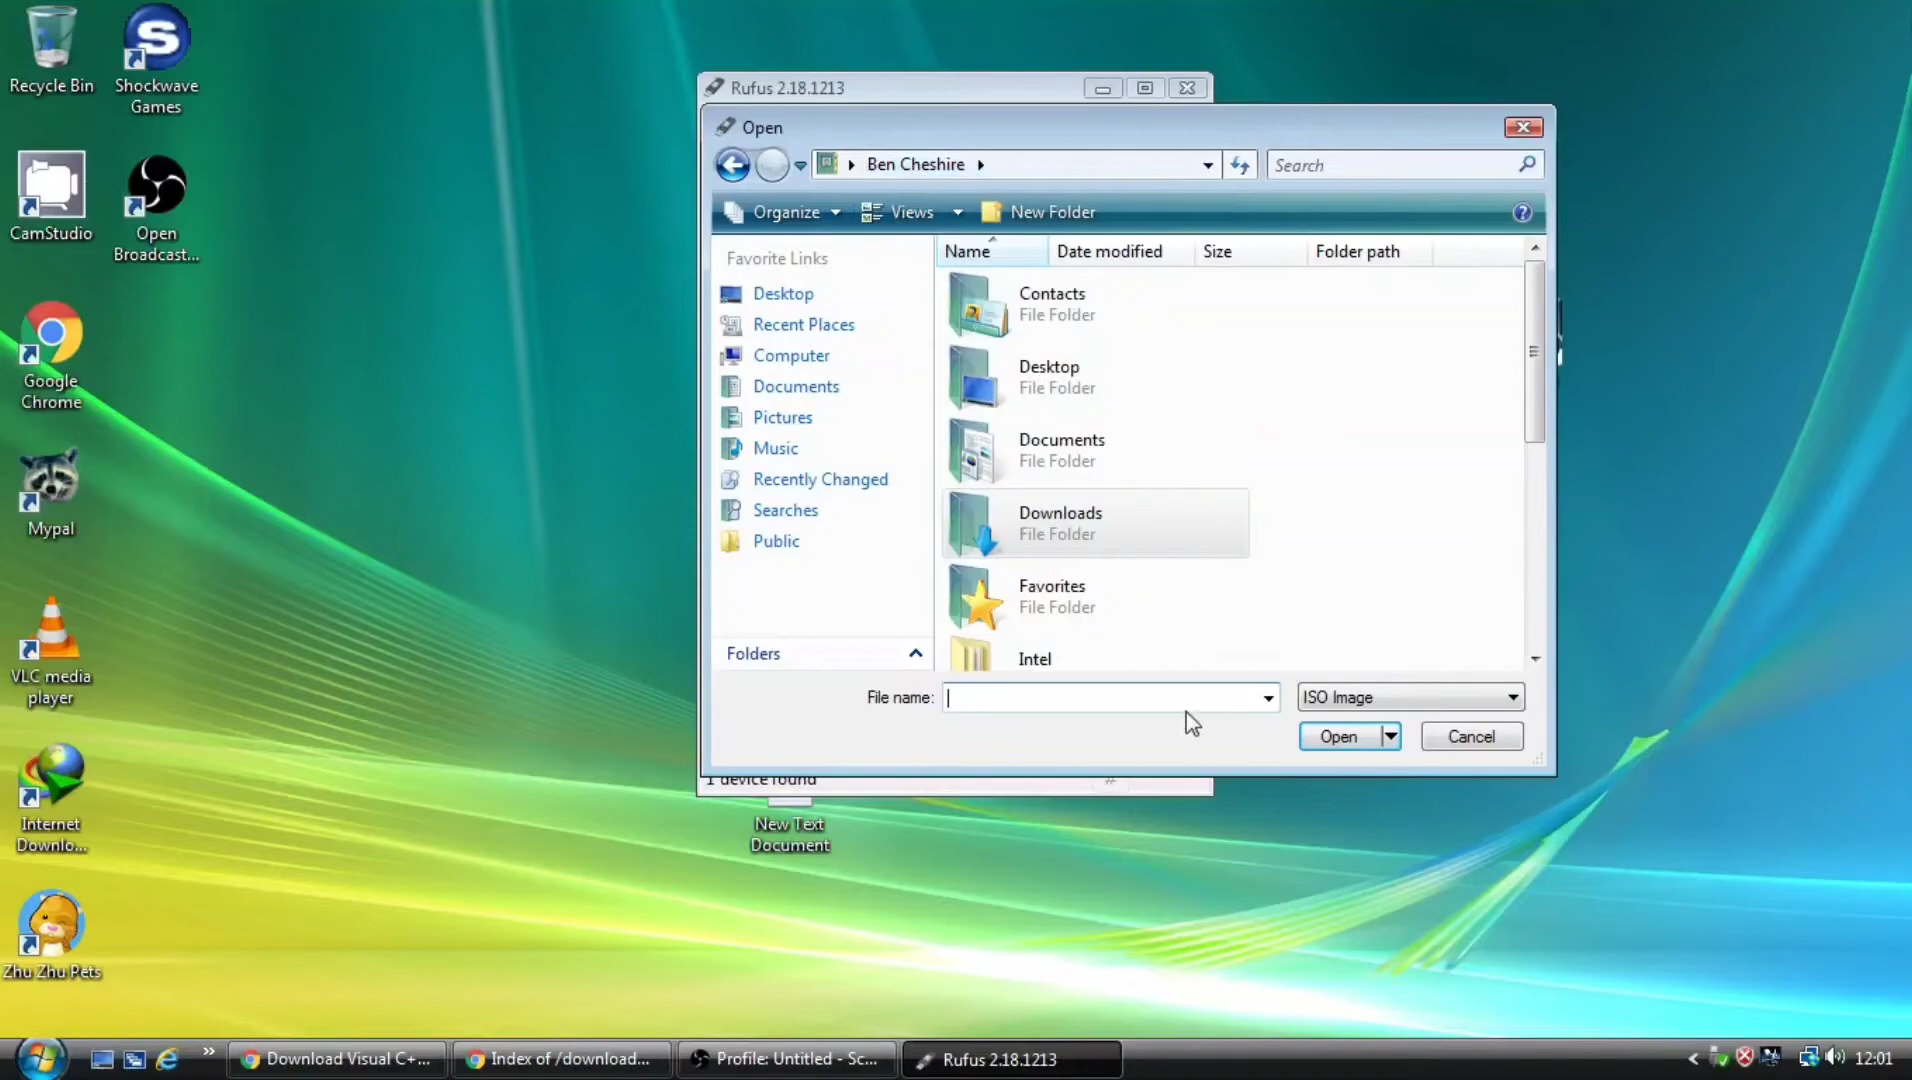 Recycle Bin
Shockwave
Games
CamStudio
Open
Broadcast...
Google
Chrome
Mypal
VLC media
player
Internet
Downlo...
Zhu Zhu Pets
Rufus 2.18.1213
Open
Ben Cheshire
Search
Organize
Views
New Folder
Favorite Links
Desktop
Recent Places
Computer
Documents
Pictures
Music
Recently Changed
Searches
Public
Folders
Name
Date modified
Size
Folder path
Contacts
File Folder
Desktop
File Folder
Documents
File Folder
Downloads
File Folder
Favorites
File Folder
Intel
File name:
ISO Image
Open
Cancel
1 device found
#
New Text
Document
Download Visual C+...
Index of /download...
Profile: Untitled - Sc...
Rufus 2.18.1213
12:01